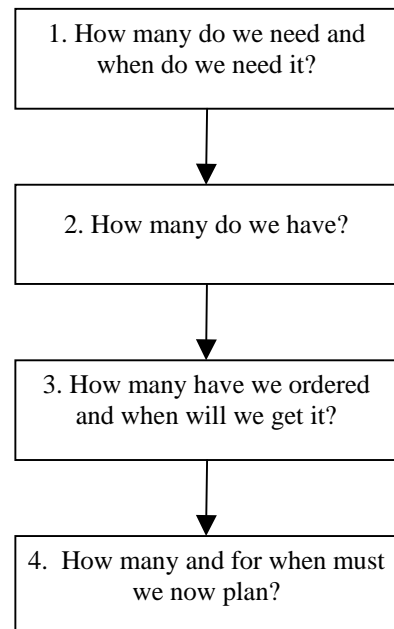 1. How many do we need and
when do we need it?
2. How many do we have?
3. How many have we ordered
and when will we get it?
4.  How many and for when must
we now plan?